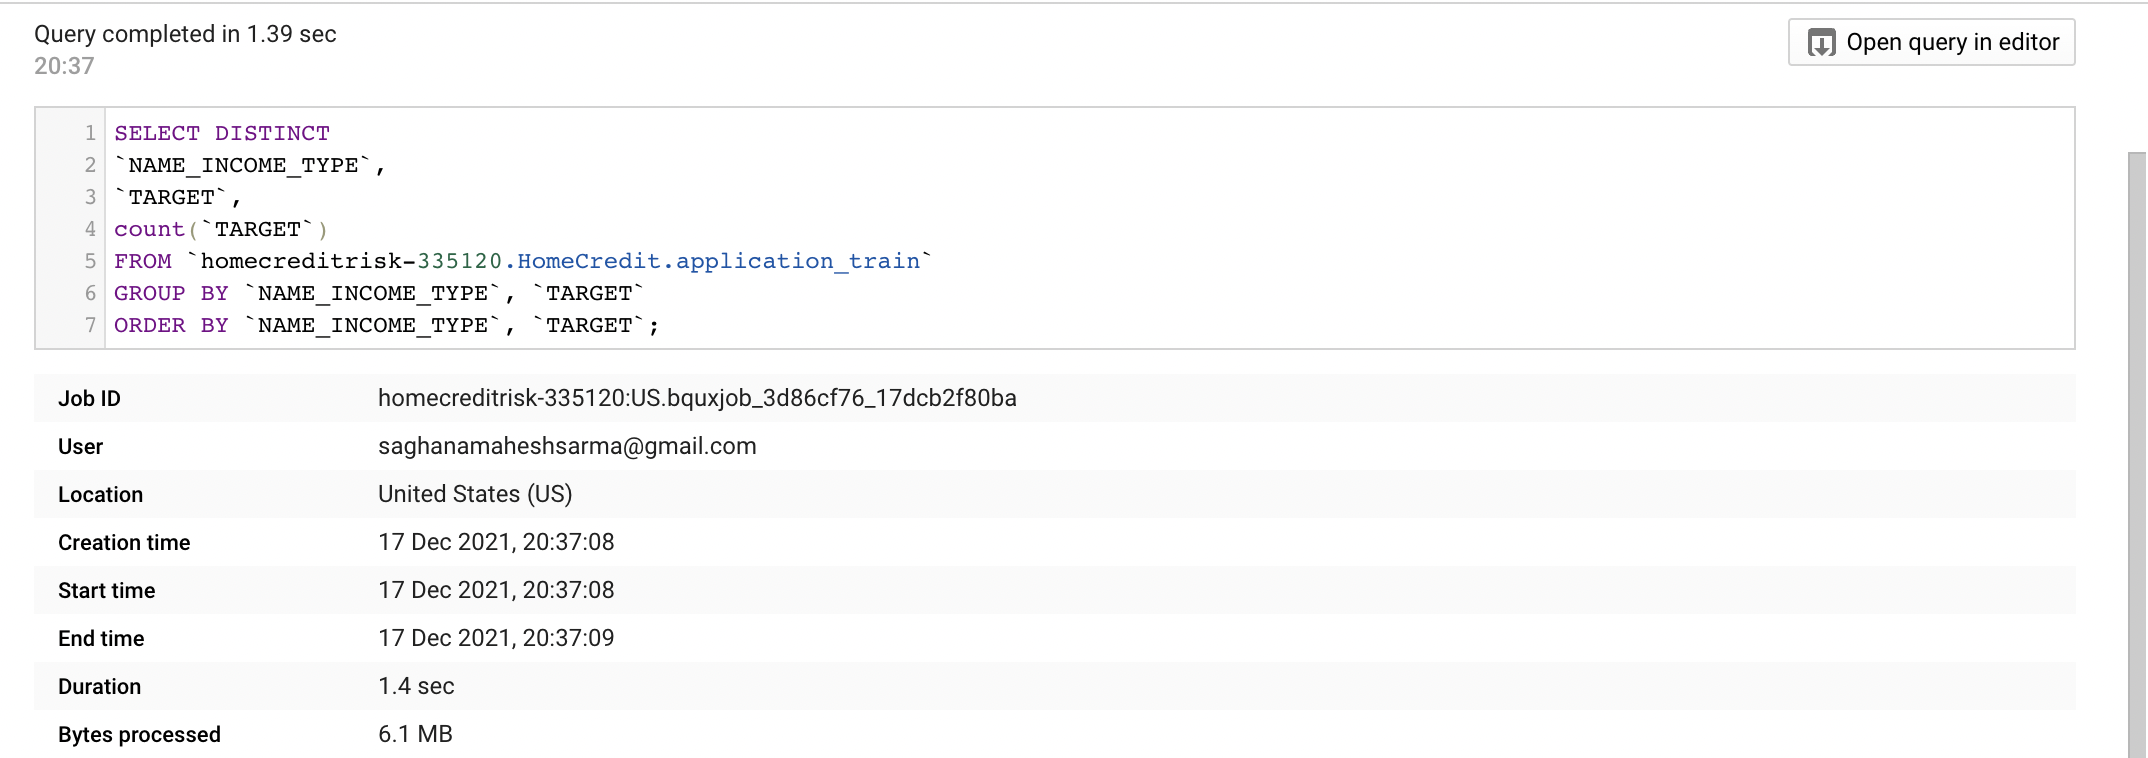 Query completed in 1.39 sec
20:37
Open query in editor
1 SELECT DISTINCT
2 `NAME_INCOME_TYPE`,
3 `TARGET`,
4 count(`TARGET`)
5 FROM `homecreditrisk-335120.HomeCredit.application_train`
6 GROUP BY `NAME_INCOME_TYPE`, `TARGET`
7 ORDER BY `NAME_INCOME_TYPE`, `TARGET`;
Job ID homecreditrisk-335120:US.bquxjob_3d86cf76_17dcb2f80ba
User saghanamaheshsarma@gmail.com
Location United States (US)
Creation time 17 Dec 2021, 20:37:08
Start time 17 Dec 2021, 20:37:08
End time 17 Dec 2021, 20:37:09
Duration 1.4 sec
Bytes processed 6.1 MB